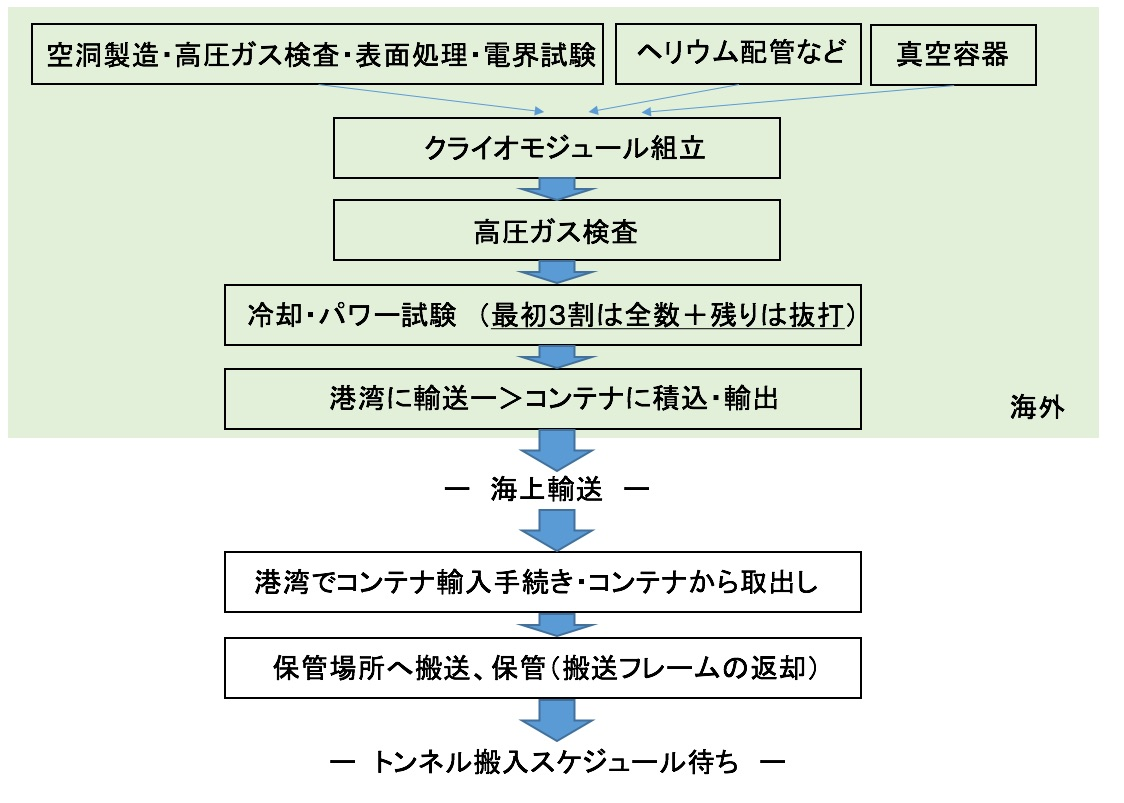 空洞製造・高圧ガス検査・表面処理・電界試験
ヘリウム配管など
真空容器
クライオモジュール組立
高圧ガス検査
冷却・パワー試験　（最初３割は全数＋残りは抜打）
港湾に輸送ー＞コンテナに積込・輸出
海外
ー　海上輸送　ー
港湾でコンテナ輸入手続き・コンテナから取出し
保管場所へ搬送、保管（搬送フレームの返却）
ー　トンネル搬入スケジュール待ち　ー